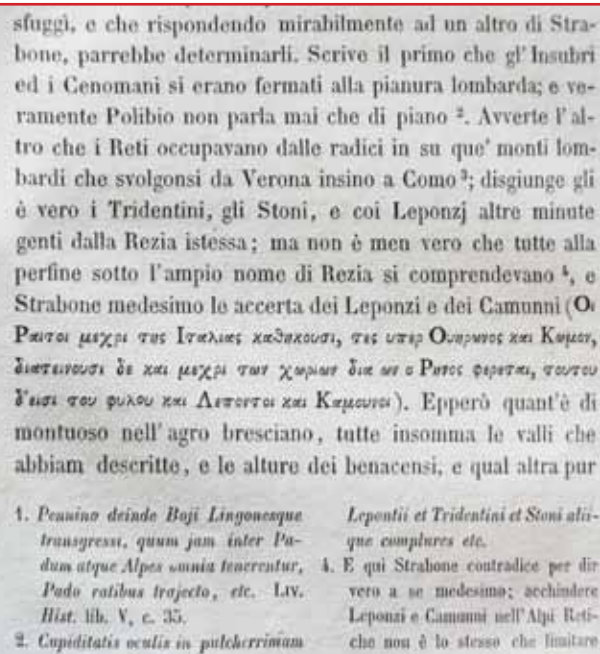 sfuggì, e che rispondendo mirabilmente ad un altro di Stra-
bone, parrebbe determinarli. Scrive il primo che gl' Insubri
ed i Cenomani si erano fermati alla pianura lombarda; e ve-
ramente Polibio non parla mai che di piano ². Avverte l' al-
tro che i Reti occupavano dalle radici in su que' monti lom-
bardi che svolgonsi da Verona insino a Como ³; disgiunge gli
è vero i Tridentini, gli Stoni, e coi Leponzj altre minute
genti dalla Rezia istessa; ma non è men vero che tutte alla
perfine sotto l' ampio nome di Rezia si comprendevano ⁴, e
Strabone medesimo lo accerta dei Leponzi e dei Camunni (Οι
Ραιτοι μεχρι της Ιταλιας καθηκουσι, της υπερ Ουηρωνος και Κωμον,
διατεινουσι δε και μεχρι των χωριων δια ων ο Ρηνος φερεται, τουτου
δ'εισι του φυλου και Λεποντοι και Καμουνοι). Epperò quant'è di
montuoso nell' agro bresciano, tutte insomma le valli che
abbiam descritte, e le alture dei benacensi, e qual altra pur
1. Pennino deinde Boji Lingonesque
transgressi, quum jam inter Pa-
dum atque Alpes omnia tenerentur,
Pado ratibus trajecto, etc. Liv.
Hist. lib. V, c. 35.
2. Cupiditatis oculis in pulcherrimam
Lepontii et Tridentini et Stoni alii-
que complures etc.
4. E qui Strabone contradice per dir
vero a se medesimo; acchindere
Leponzi e Camunni nell' Alpi Reti-
che non è lo stesso che limitare